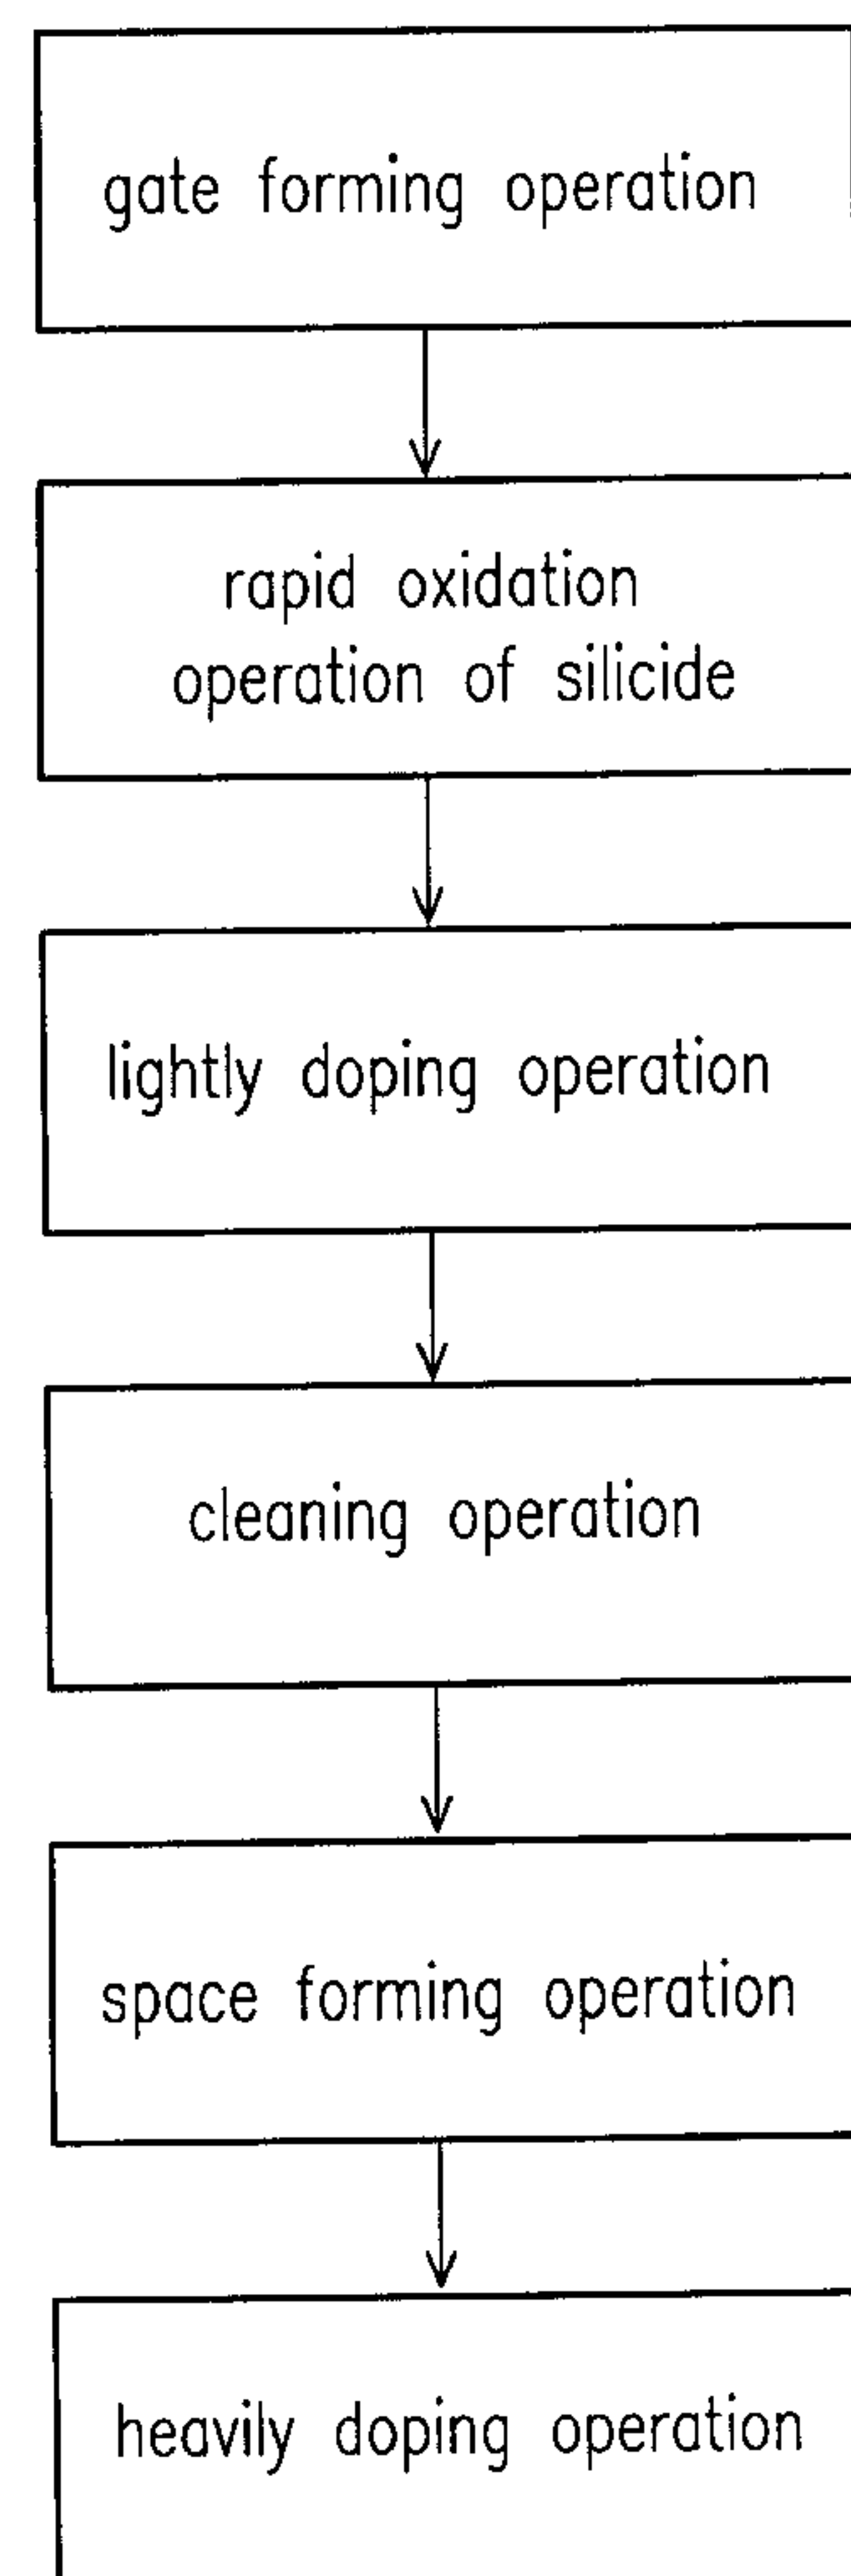 gate forming operation
rapid oxidation
operation of silicide
lightly doping operation
cleaning operation
space forming operation
heavily doping operation